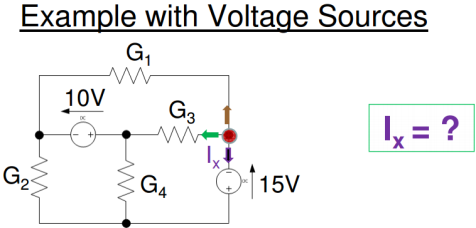 Example with Voltage Sources
G1
10V
- +
G3
Ix = ?
Ix
G2
G4
-
+
15V